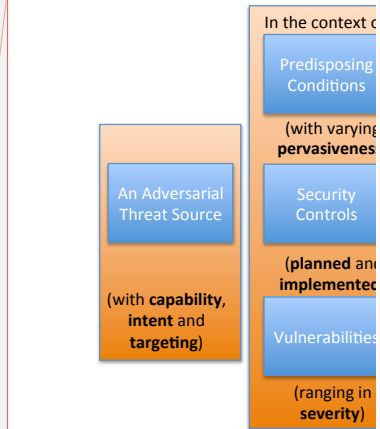 An Adversarial
Threat Source
(with capability,
intent and
targeting)
In the context
Predisposing
Conditions
(with varying
pervasiveness
Security
Controls
(planned and
implemented
Vulnerabilities
(ranging in
severity)